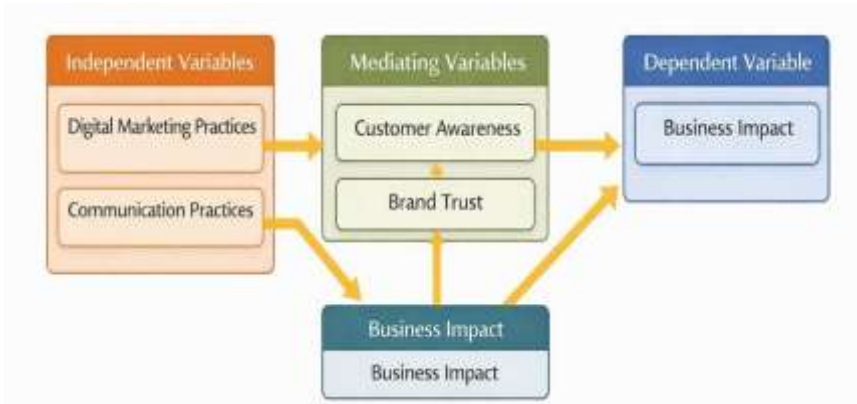 Independent Variables
Digital Marketing Practices
Communication Practices
Mediating Variables
Customer Awareness
Brand Trust
Dependent Variable
Business Impact
Business Impact
Business Impact